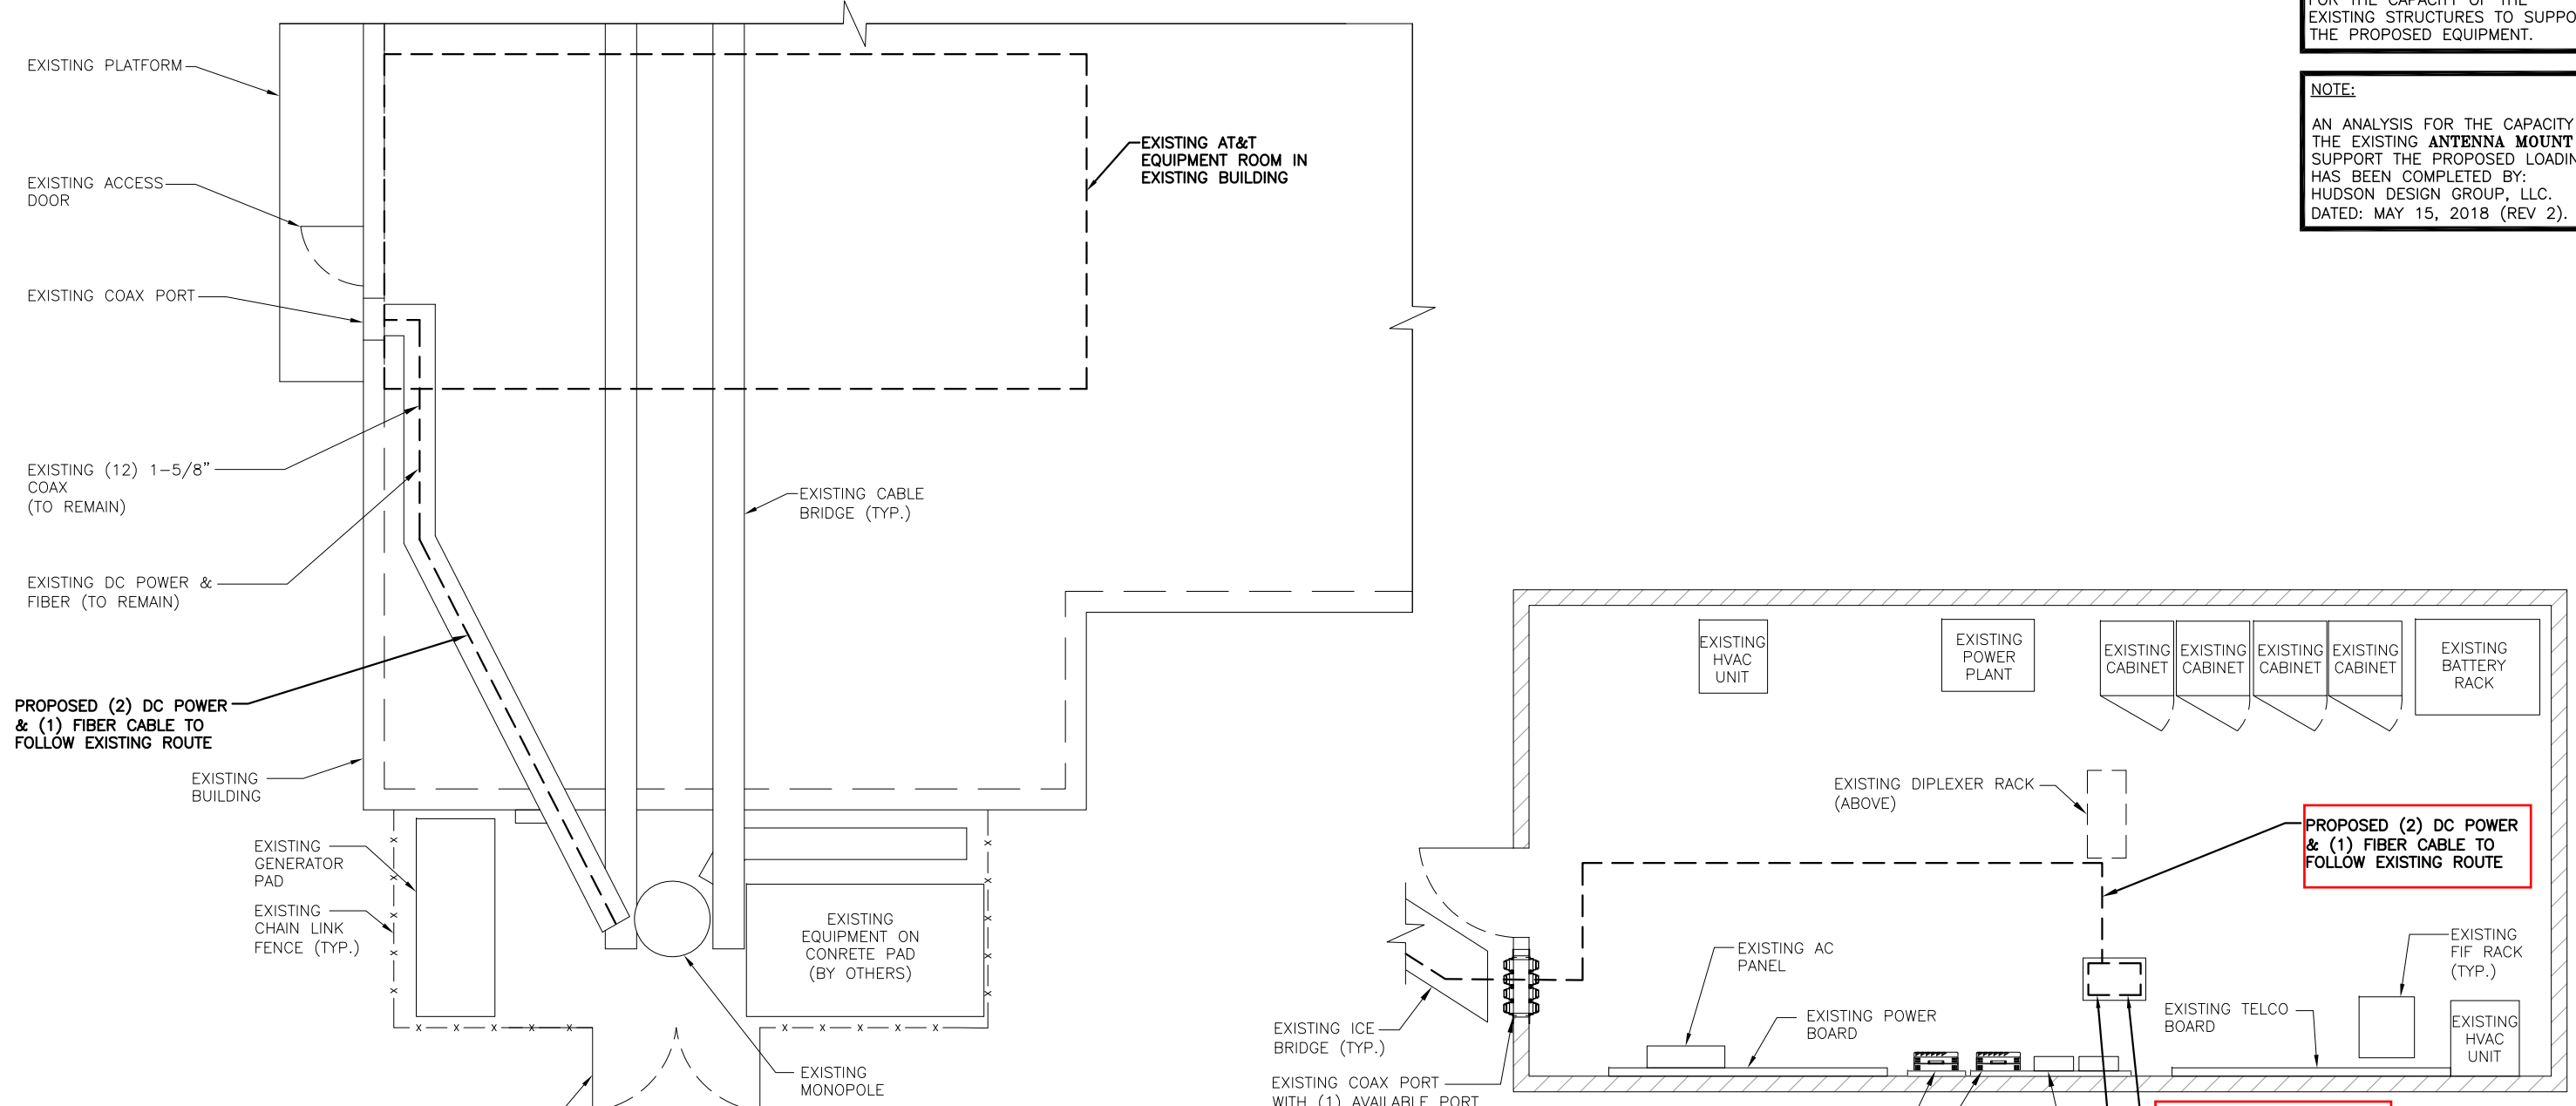 FOR THE CAPACITY OF THE
EXISTING STRUCTURES TO SUPPO
THE PROPOSED EQUIPMENT.
NOTE:
AN ANALYSIS FOR THE CAPACITY
THE EXISTING ANTENNA MOUNT
SUPPORT THE PROPOSED LOADIN
HAS BEEN COMPLETED BY:
HUDSON DESIGN GROUP, LLC.
DATED: MAY 15, 2018 (REV 2).
EXISTING PLATFORM
EXISTING ACCESS
DOOR
EXISTING COAX PORT
EXISTING (12) 1-5/8"
COAX
(TO REMAIN)
EXISTING DC POWER &
FIBER (TO REMAIN)
PROPOSED (2) DC POWER
& (1) FIBER CABLE TO
FOLLOW EXISTING ROUTE
EXISTING
BUILDING
EXISTING
GENERATOR
PAD
EXISTING
CHAIN LINK
FENCE (TYP.)
EXISTING AT&T
EQUIPMENT ROOM IN
EXISTING BUILDING
EXISTING CABLE
BRIDGE (TYP.)
EXISTING
EQUIPMENT ON
CONRETE PAD
(BY OTHERS)
EXISTING
MONOPOLE
EXISTING
HVAC
UNIT
EXISTING
POWER
PLANT
EXISTING
CABINET
EXISTING
CABINET
EXISTING
CABINET
EXISTING
CABINET
EXISTING
BATTERY
RACK
EXISTING DIPLEXER RACK
(ABOVE)
PROPOSED (2) DC POWER
& (1) FIBER CABLE TO
FOLLOW EXISTING ROUTE
EXISTING AC
PANEL
EXISTING POWER
BOARD
EXISTING TELCO
BOARD
EXISTING
FIF RACK
(TYP.)
EXISTING
HVAC
UNIT
EXISTING ICE
BRIDGE (TYP.)
EXISTING COAX PORT
WITH (1) AVAILABLE PORT